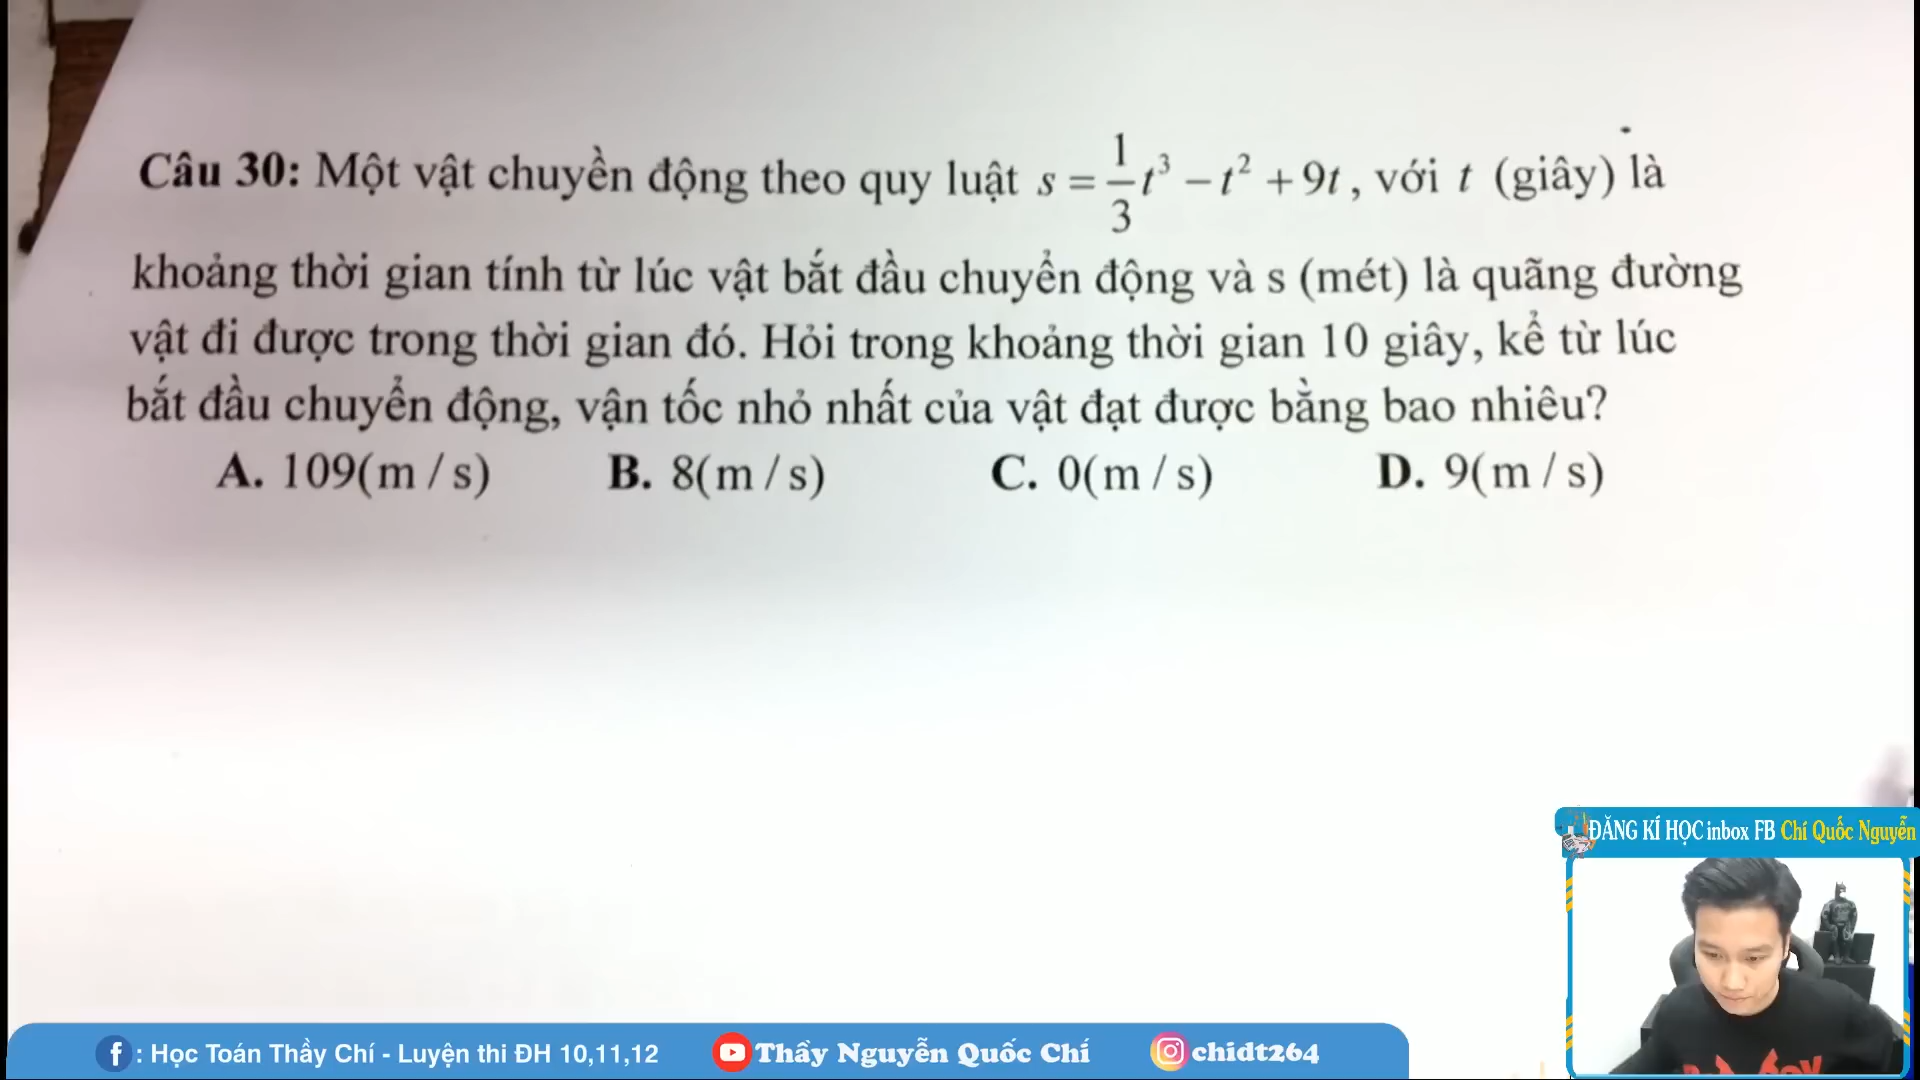 Câu 30: Một vật chuyển động theo quy luật s = \frac{1}{3}t^3 - t^2 + 9t, với t (giây) là
khoảng thời gian tính từ lúc vật bắt đầu chuyển động và s (mét) là quãng đường
vật đi được trong thời gian đó. Hỏi trong khoảng thời gian 10 giây, kể từ lúc
bắt đầu chuyển động, vận tốc nhỏ nhất của vật đạt được bằng bao nhiêu?
A. 109(m / s) B. 8(m / s) C. 0(m / s) D. 9(m / s)
ĐĂNG KÍ HỌC inbox FB Chí Quốc Nguyễn
: Học Toán Thầy Chí - Luyện thi ĐH 10,11,12 Thầy Nguyễn Quốc Chí chidt264